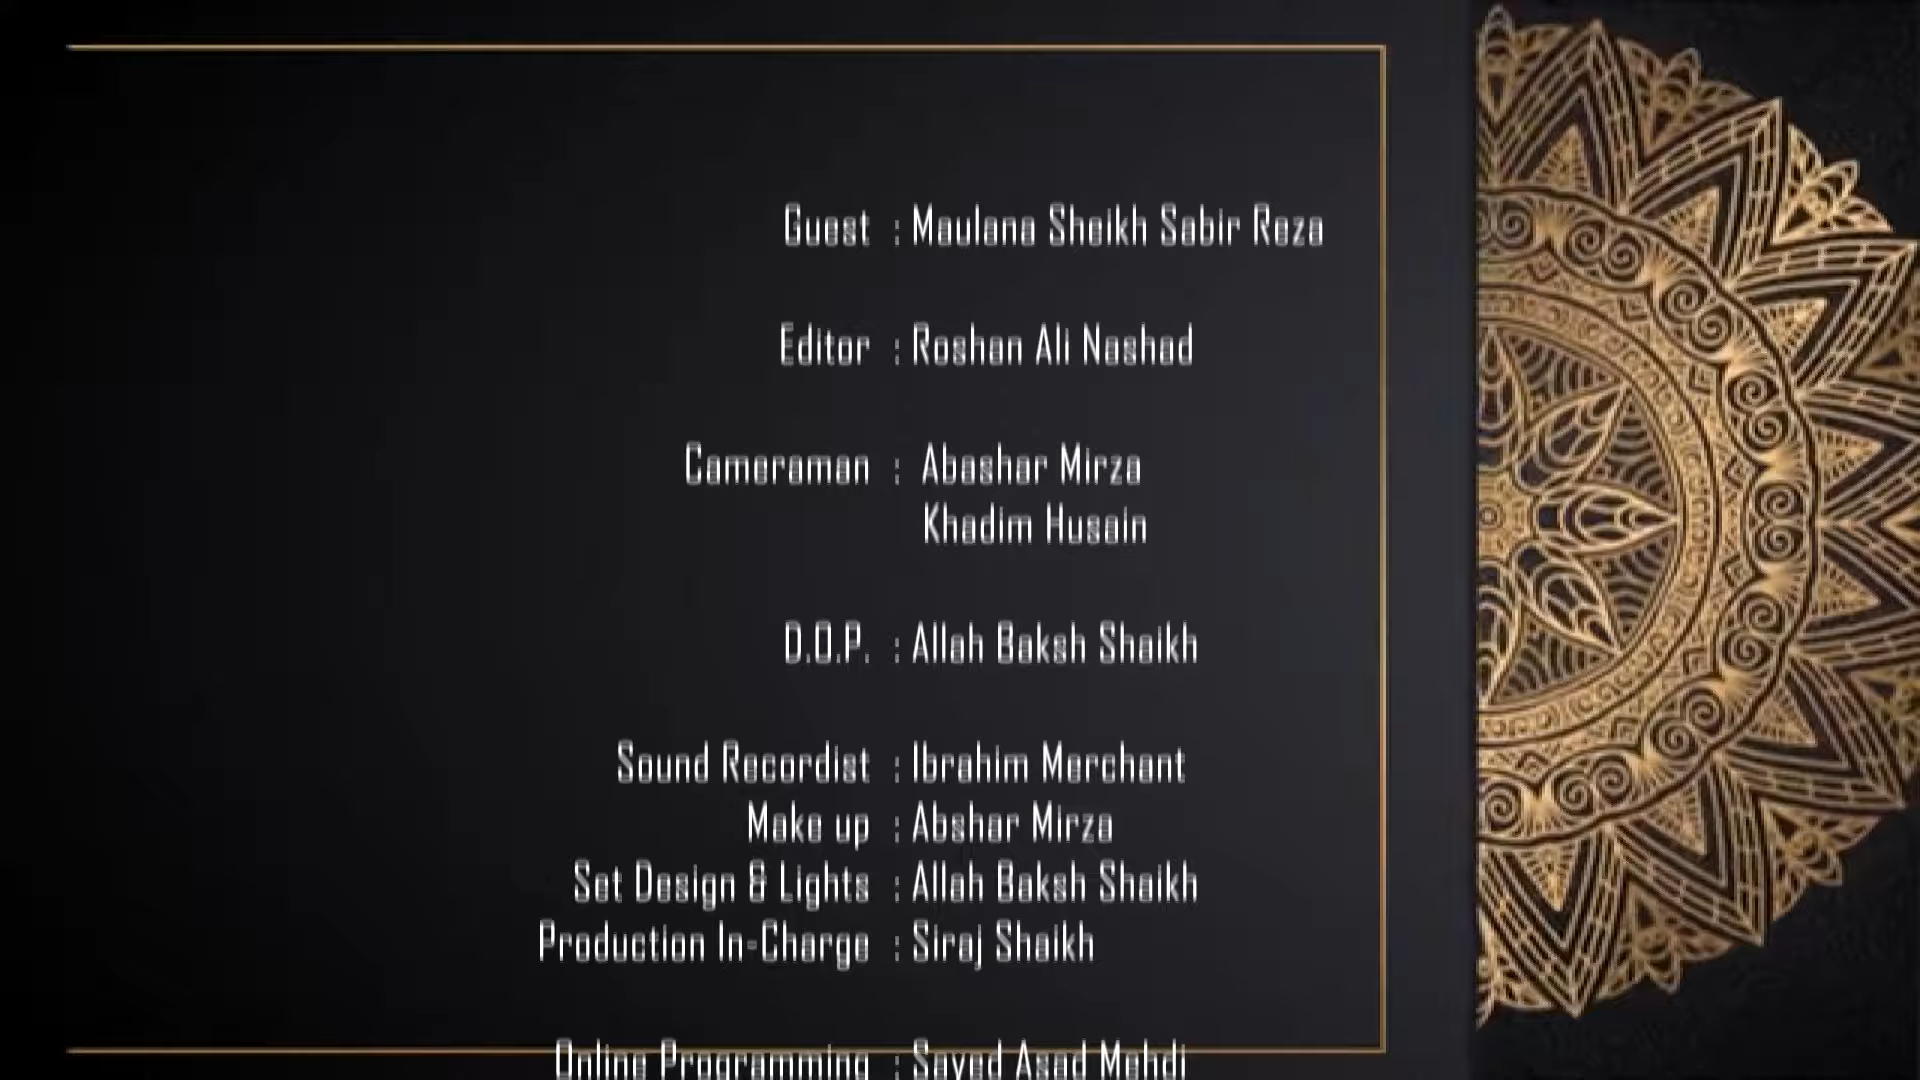 Guest : Maulana Sheikh Sabir Reza
Editor : Roshan Ali Nashad
Cameraman : Abashar Mirza
Khadim Husain
D.O.P. : Allah Baksh Shaikh
Sound Recordist : Ibrahim Merchant
Make up : Abshar Mirza
Set Design & Lights : Allah Baksh Shaikh
Production In-Charge : Siraj Shaikh
Online Programming : Sayed Asad Mehdi